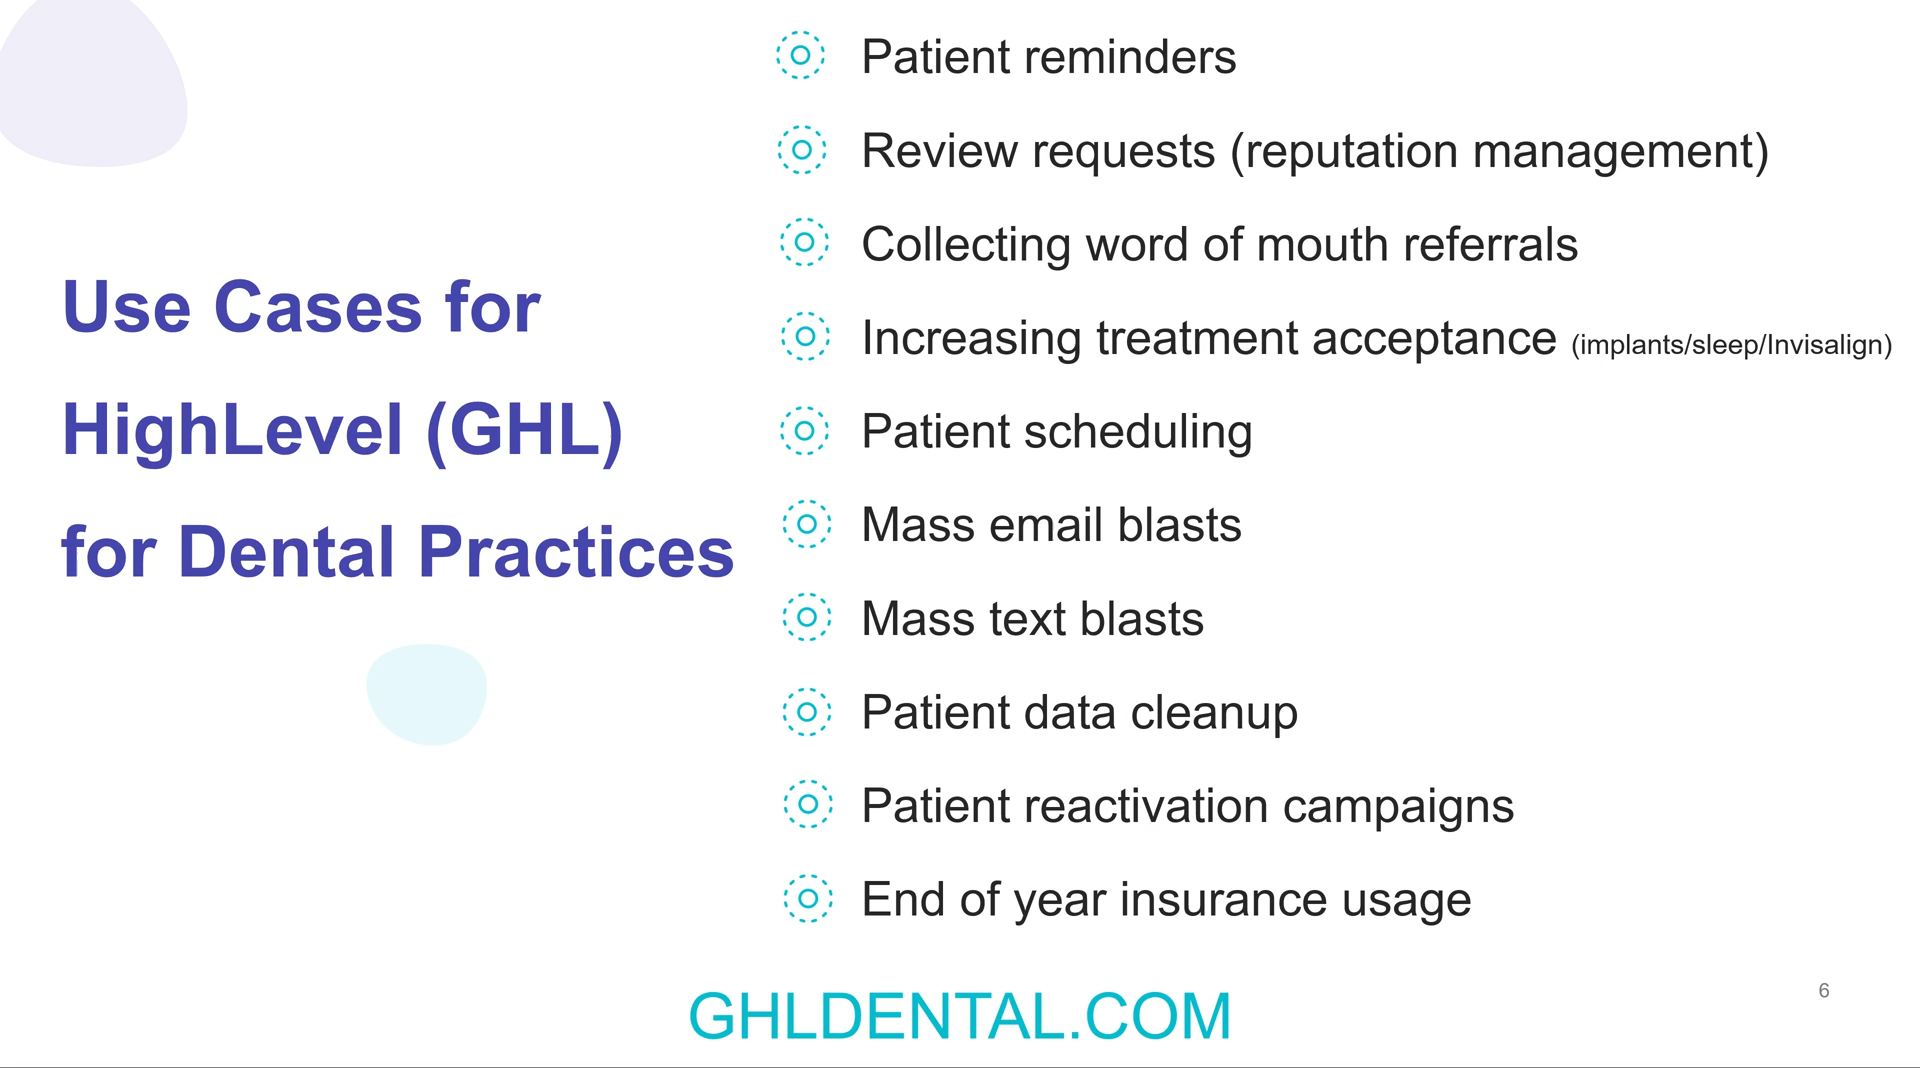 Use Cases for
HighLevel (GHL)
for Dental Practices
Patient reminders
Review requests (reputation management)
Collecting word of mouth referrals
Increasing treatment acceptance (implants/sleep/Invisalign)
Patient scheduling
Mass email blasts
Mass text blasts
Patient data cleanup
Patient reactivation campaigns
End of year insurance usage
GHLDENTAL.COM
6